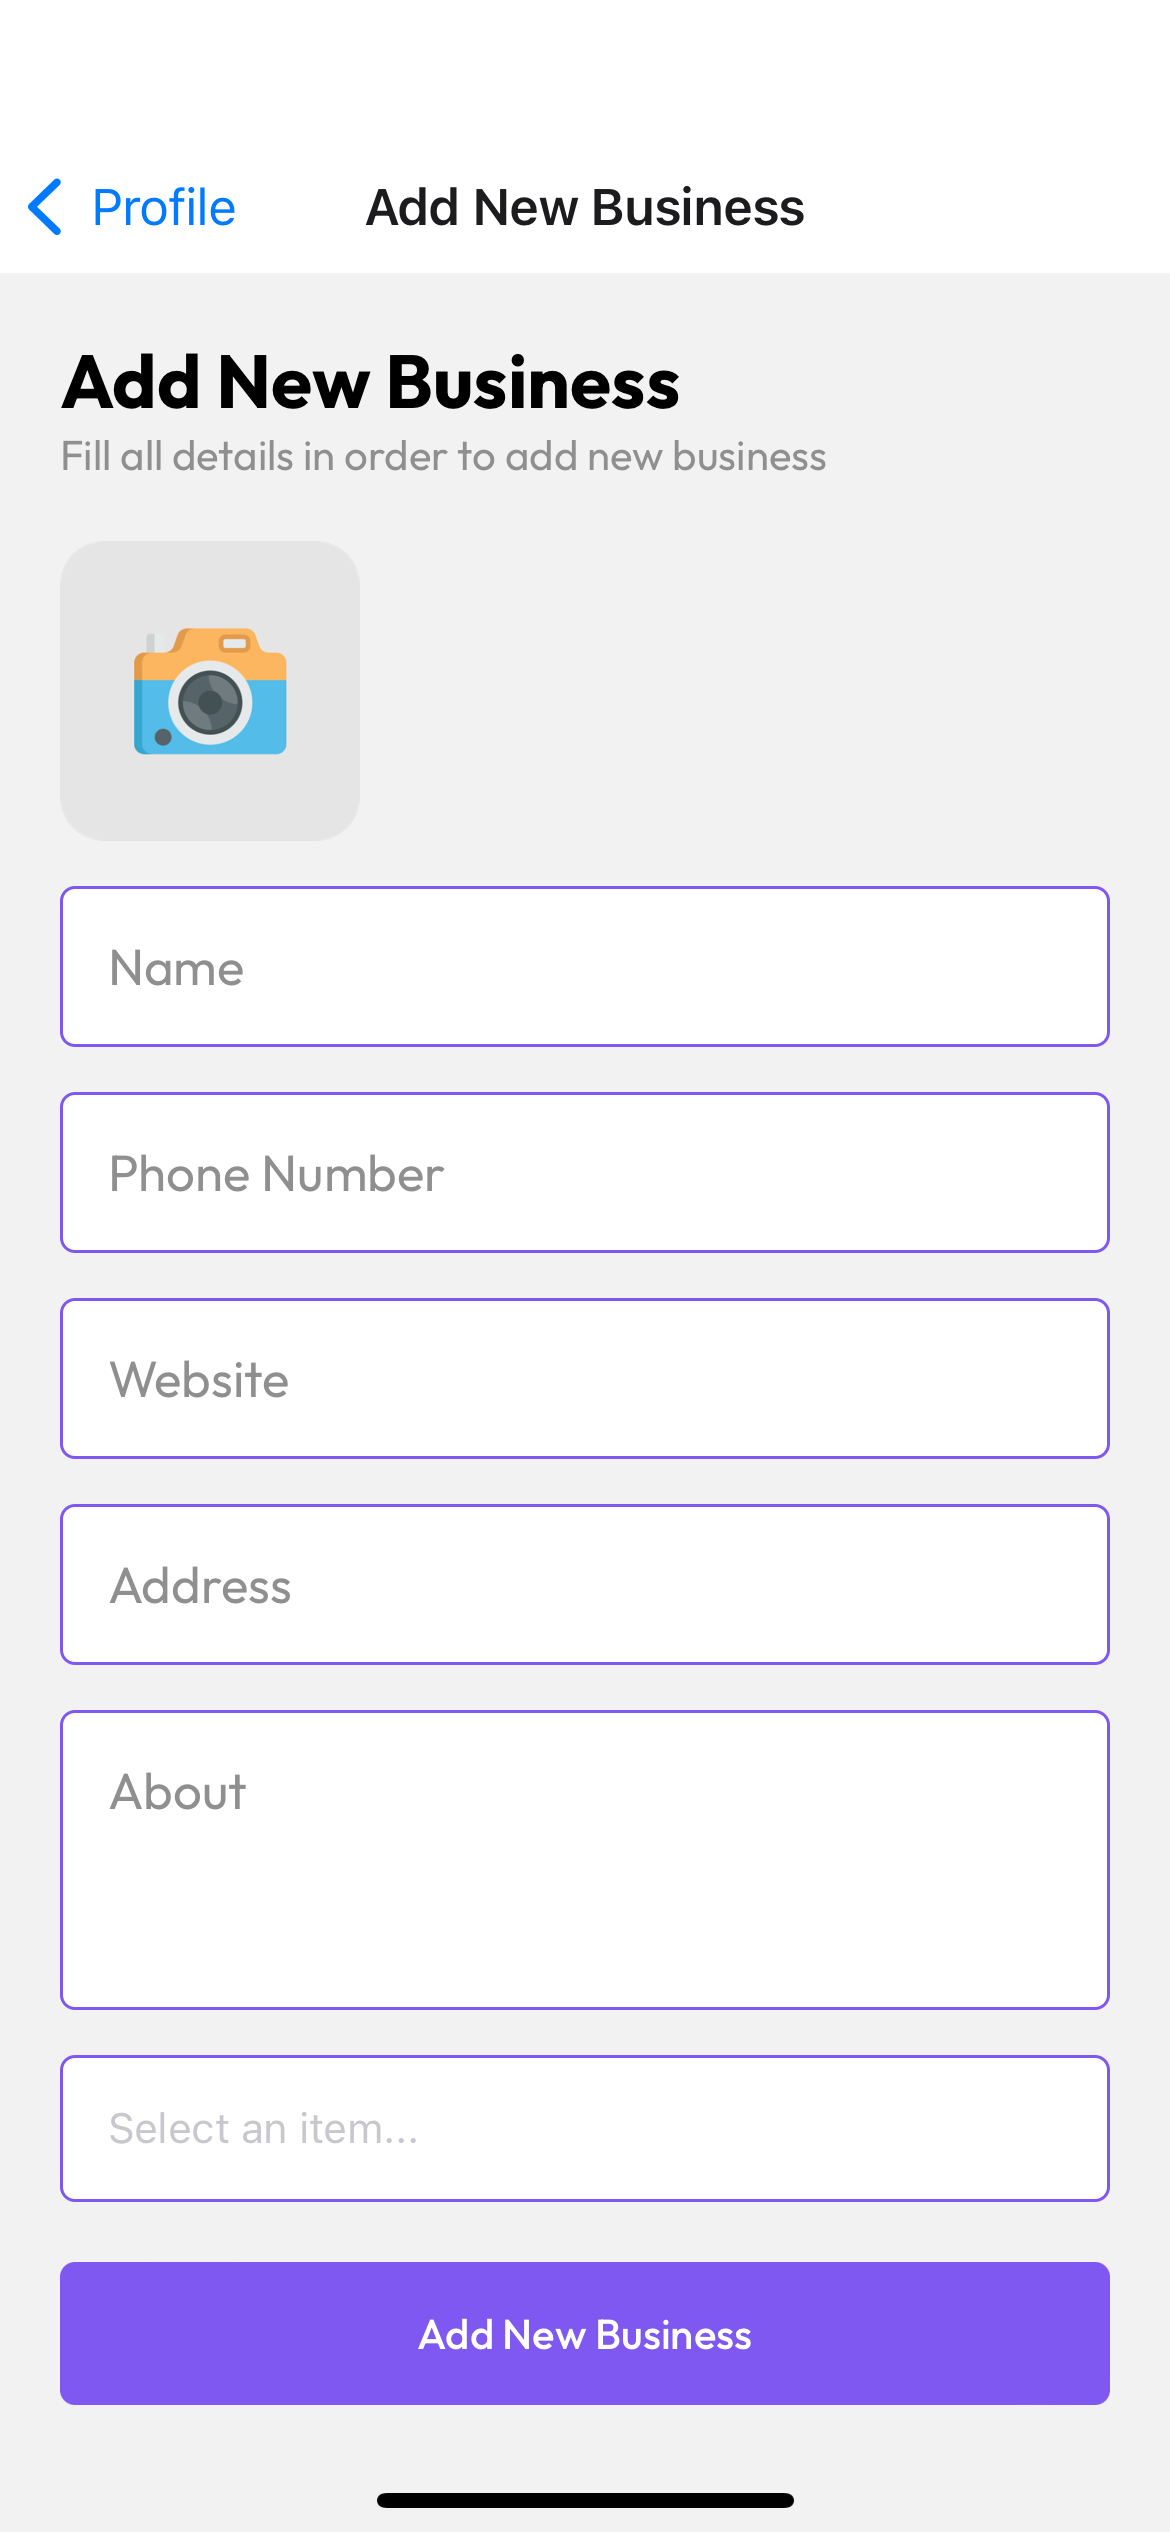 Profile
Add New Business
Add New Business
Fill all details in order to add new business
Name
Phone Number
Website
Address
About
Select an item...
Add New Business